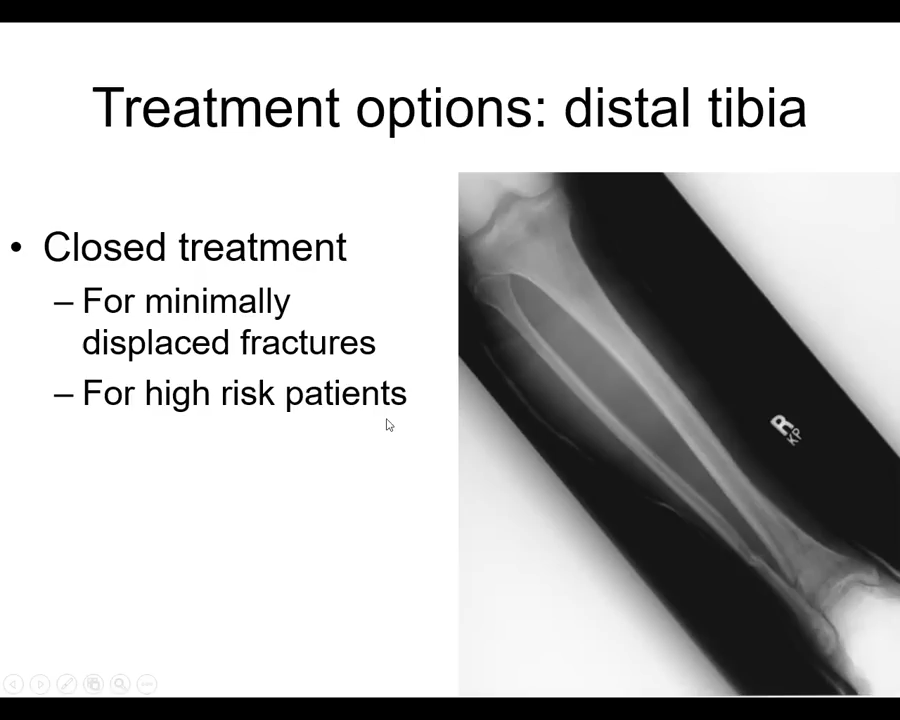 Treatment options: distal tibia
• Closed treatment
– For minimally
displaced fractures
– For high risk patients
R
KP